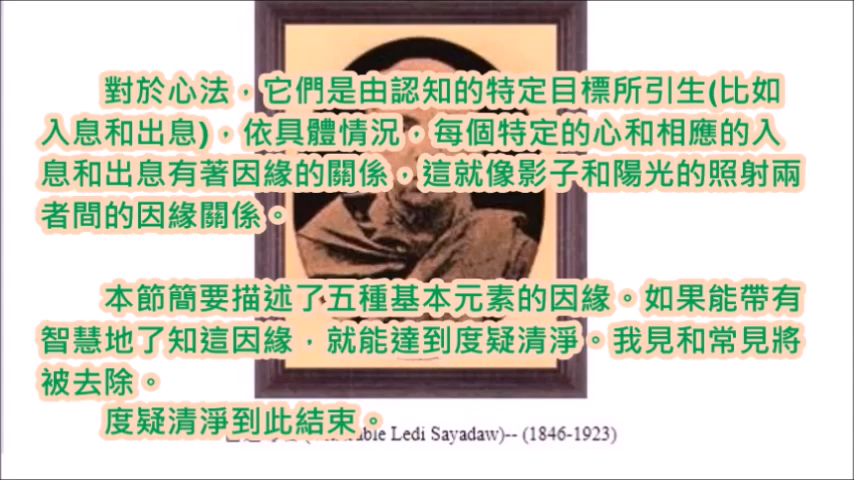 對於心法，它們是由認知的特定目標所引生(比如
入息和出息)，依具體情況，每個特定的心和相應的入
息和出息有著因緣的關係，這就像影子和陽光的照射兩
者間的因緣關係。
本節簡要描述了五種基本元素的因緣。如果能帶有
智慧地了知這因緣，就能達到度疑清淨。我見和常見將
被去除。
度疑清淨到此結束。
Ledi Sayadaw)-- (1846-1923)